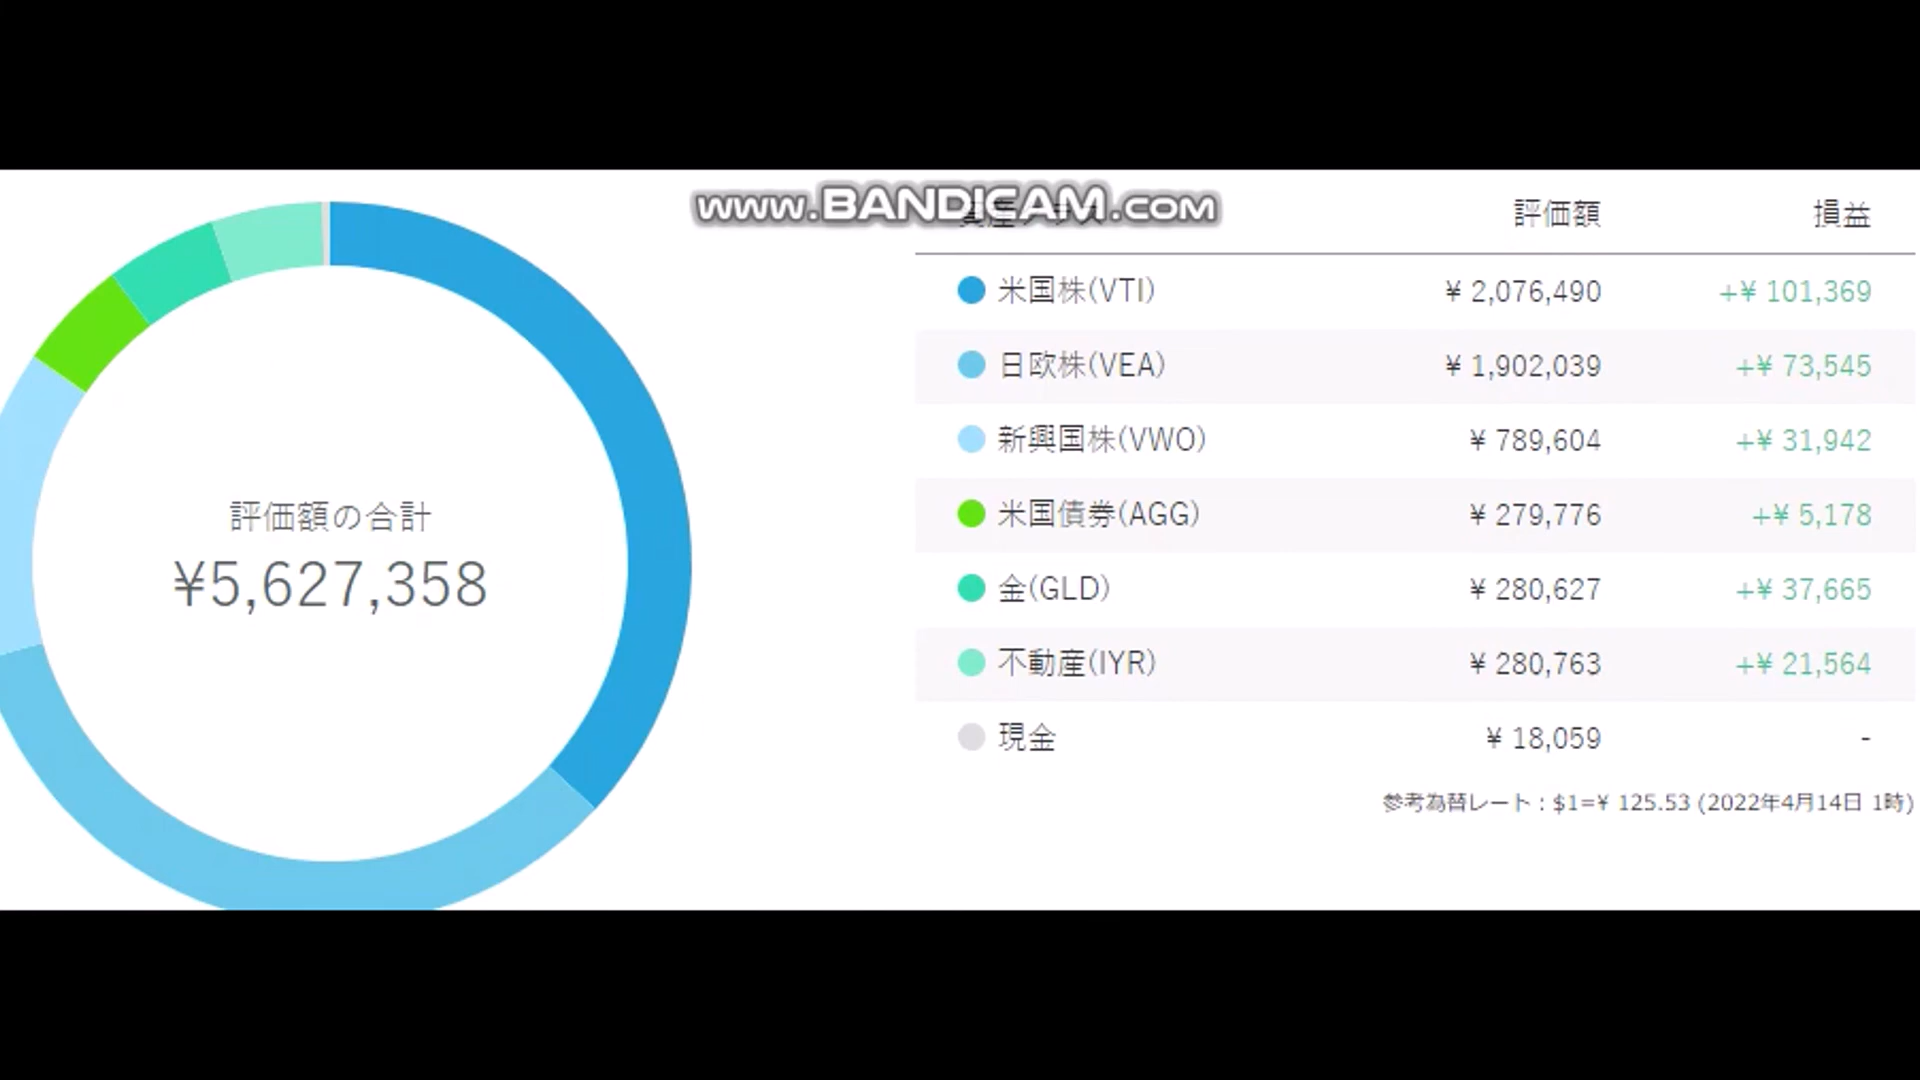 www.BANDICAM.com
評価額 損益
米国株(VTI) ¥ 2,076,490 +¥ 101,369
日欧株(VEA) ¥ 1,902,039 +¥ 73,545
新興国株(VWO) ¥ 789,604 +¥ 31,942
米国債券(AGG) ¥ 279,776 +¥ 5,178
金(GLD) ¥ 280,627 +¥ 37,665
不動産(IYR) ¥ 280,763 +¥ 21,564
現金 ¥ 18,059 -
参考為替レート : $1=¥ 125.53 (2022年4月14日 1時)
評価額の合計
¥5,627,358